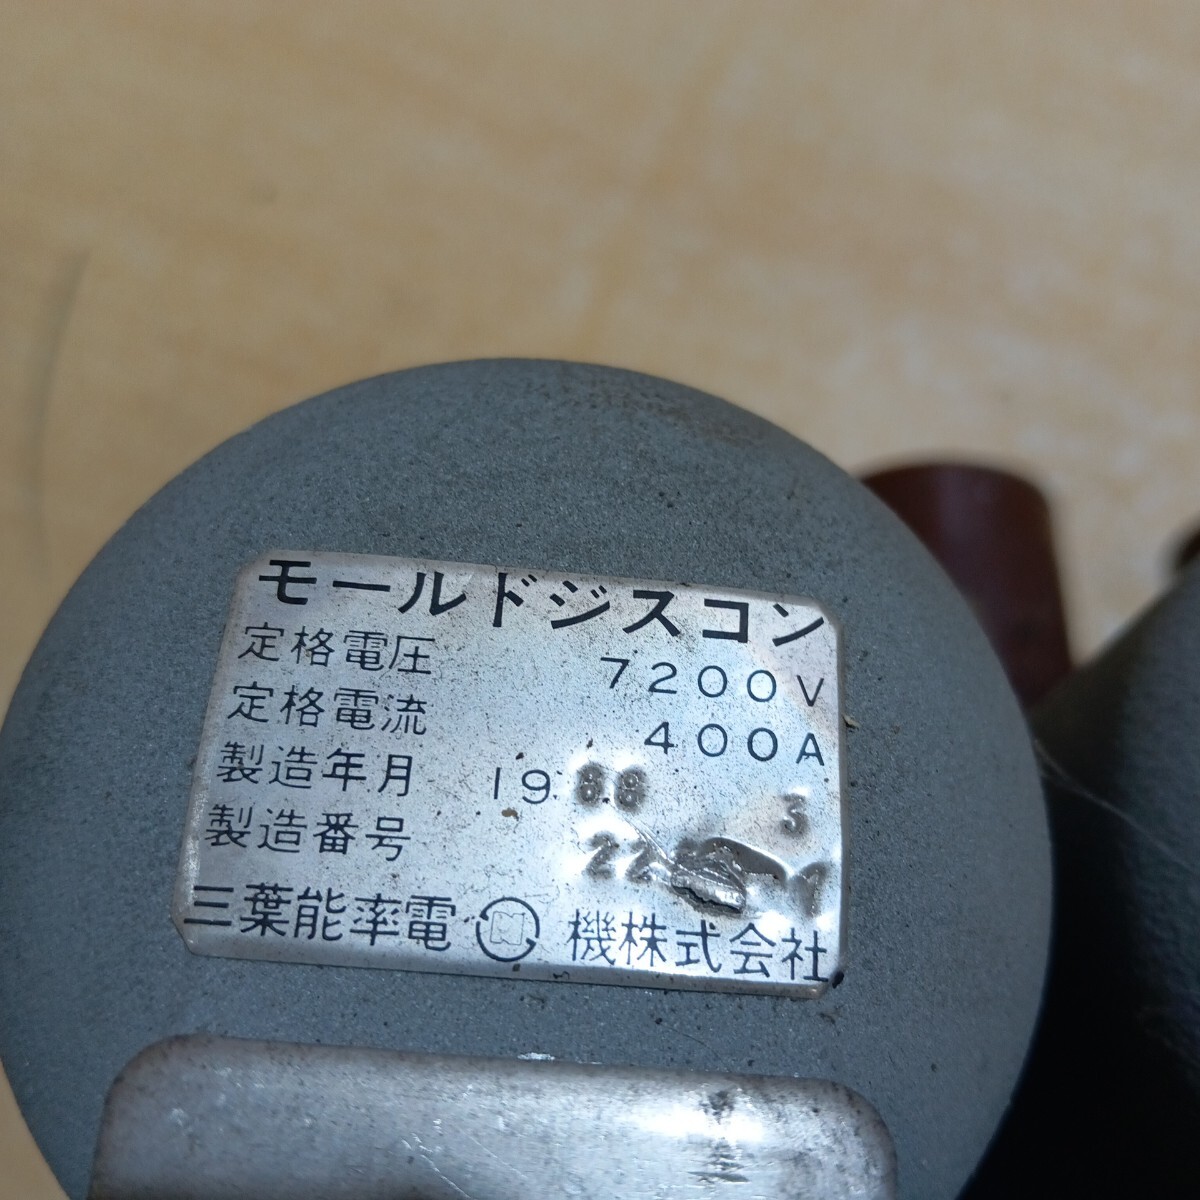 モールドジスコン
定格電圧 7200V
定格電流 400A
製造年月 1988 3
製造番号
三葉能率電機株式会社